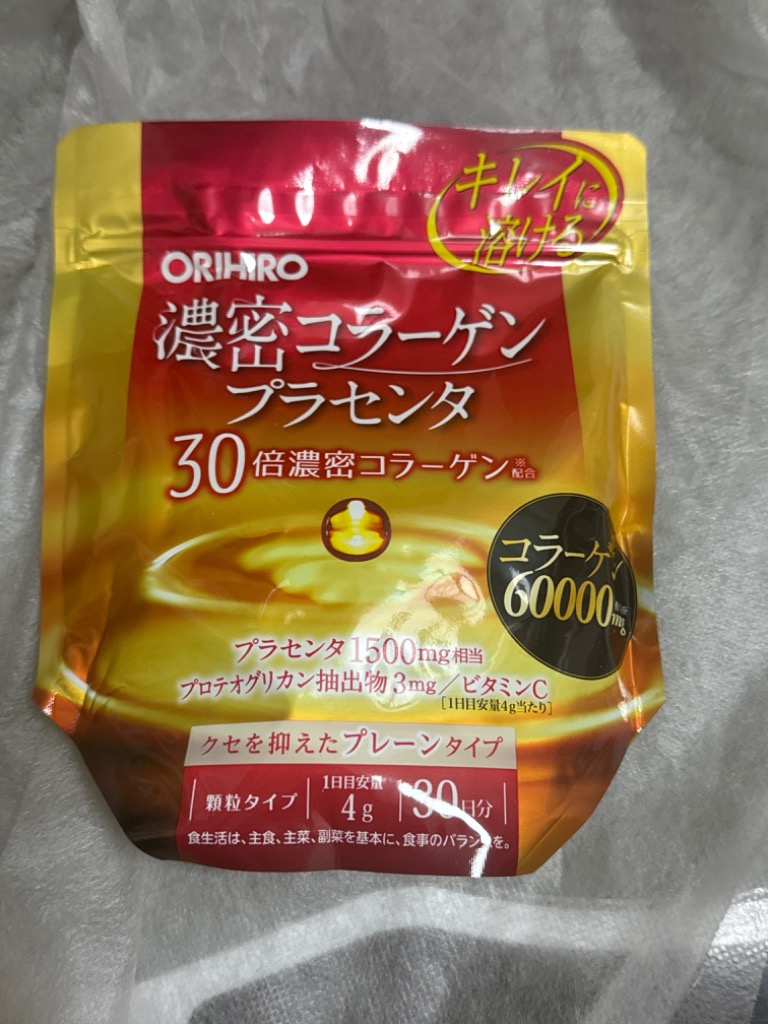 キレイに
溶ける
ORIHIRO
濃密コラーゲン
プラセンタ
30倍濃密コラーゲン※配合
コラーゲン
60000mg
プラセンタ1500mg相当
プロテオグリカン抽出物3mg/ビタミンC
[1日目安量4g当たり]
クセを抑えたプレーンタイプ
顆粒タイプ
1日目安量
4g
30日分
食生活は、主食、主菜、副菜を基本に、食事のバランスを。